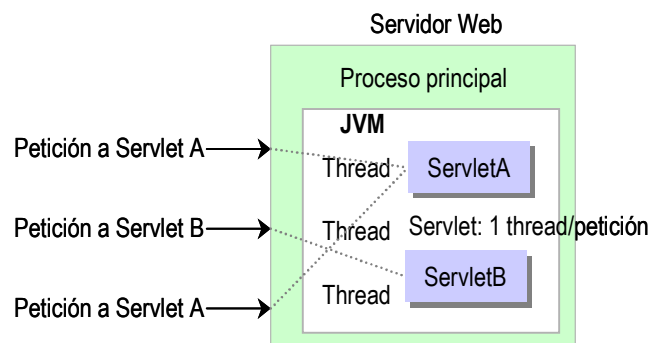 Servidor Web
Proceso principal
JVM
Petición a Servlet A
Thread
ServletA
Petición a Servlet B
Thread
Servlet: 1 thread/petición
ServletB
Thread
Petición a Servlet A